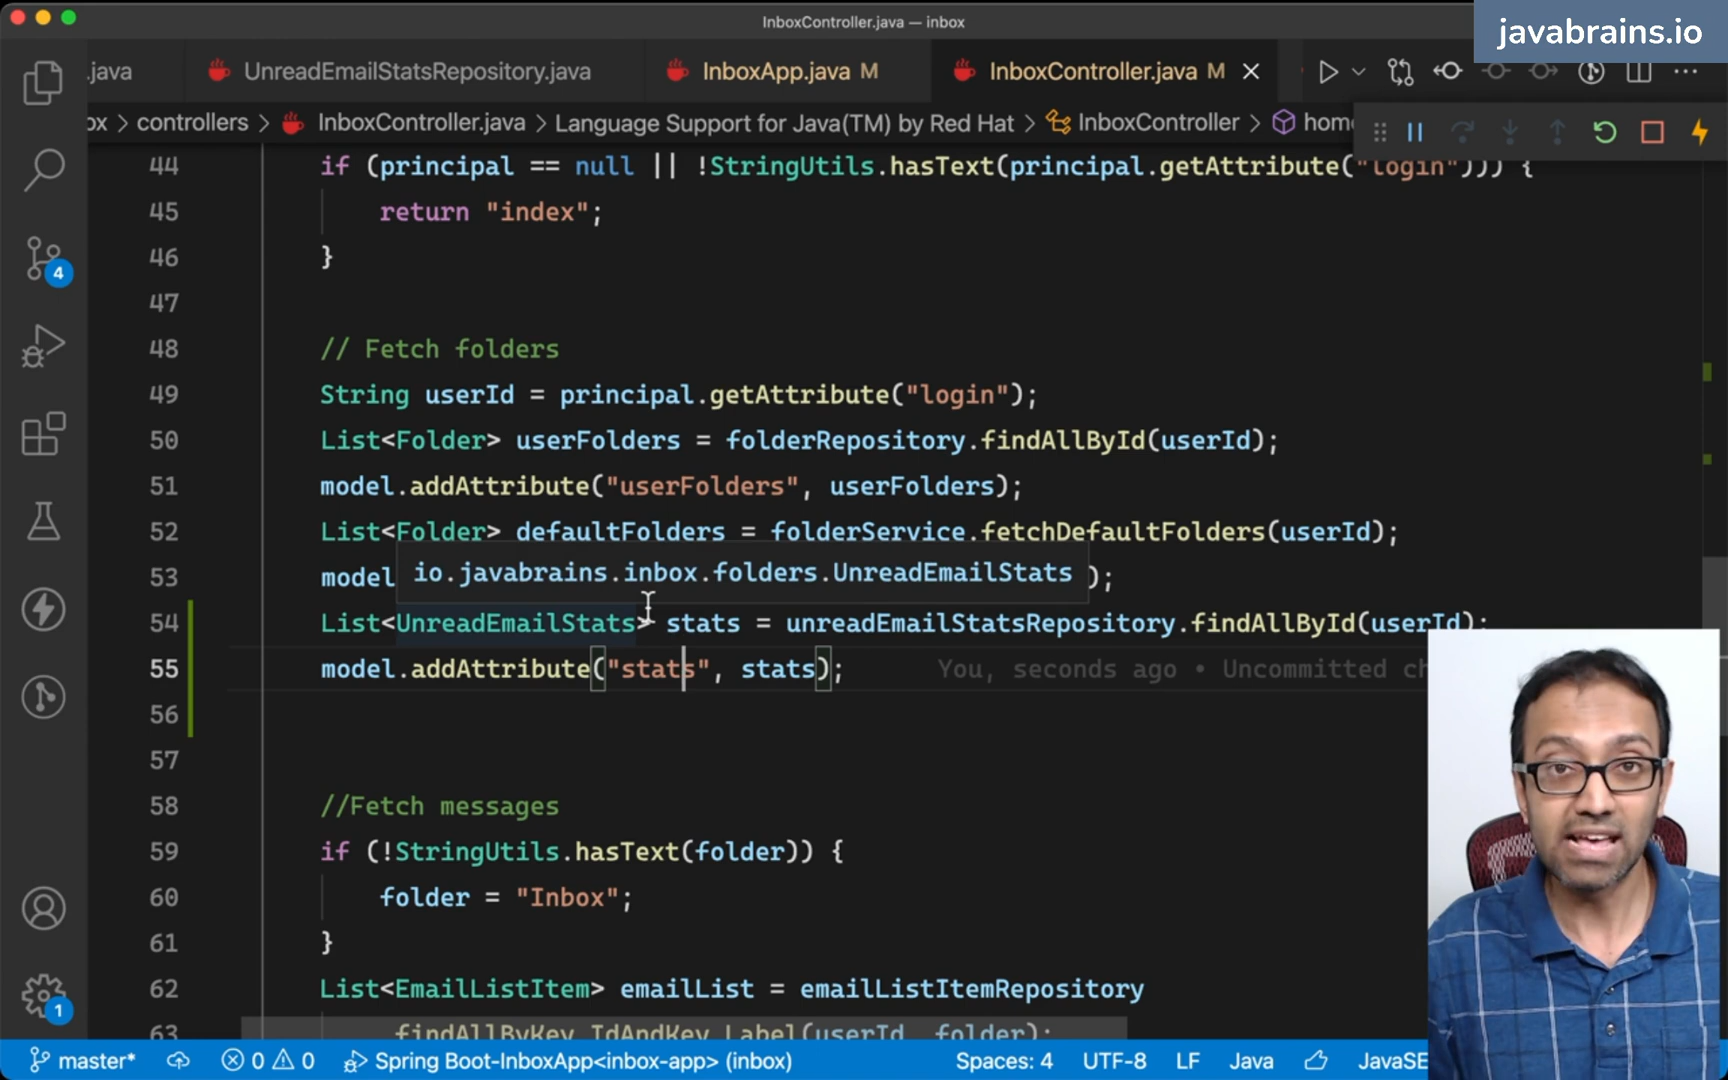 InboxController.java — inbox
javabrains.io
.java
UnreadEmailStatsRepository.java
InboxApp.java M
InboxController.java M
controllers > InboxController.java > Language Support for Java(TM) by Red Hat > InboxController >
44 if (principal == null || !StringUtils.hasText(principal.getAttribute("login"))) {
45 return "index";
46 }
47
48 // Fetch folders
49 String userId = principal.getAttribute("login");
50 List<Folder> userFolders = folderRepository.findAllById(userId);
51 model.addAttribute("userFolders", userFolders);
52 List<Folder> defaultFolders = folderService.fetchDefaultFolders(userId);
53 model io.javabrains.inbox.folders.UnreadEmailStats );
54 List<UnreadEmailStats> stats = unreadEmailStatsRepository.findAllById(userId);
55 model.addAttribute("stats", stats); You, seconds ago • Uncommitted
56
57
58 //Fetch messages
59 if (!StringUtils.hasText(folder)) {
60 folder = "Inbox";
61 }
62 List<EmailListItem> emailList = emailListItemRepository
63 .findAllByKey_IdAndKey_Label(userId, folder);
4
1
master* 0 0 Spring Boot-InboxApp<inbox-app> (inbox) Spaces: 4 UTF-8 LF Java JavaSE